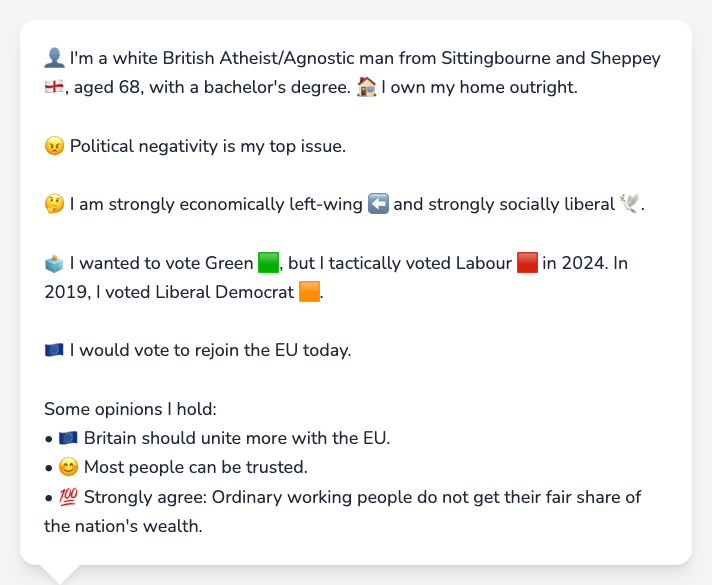 👤 I'm a white British Atheist/Agnostic man from Sittingbourne and Sheppey
🏴󠁧󠁢󠁥󠁮󠁧󠁿, aged 68, with a bachelor's degree. 🏠 I own my home outright.
😠 Political negativity is my top issue.
🤔 I am strongly economically left-wing ⬅️ and strongly socially liberal 🕊️.
🗳️ I wanted to vote Green 🟩, but I tactically voted Labour 🟥 in 2024. In
2019, I voted Liberal Democrat 🟧.
🇪🇺 I would vote to rejoin the EU today.
Some opinions I hold:
• 🇪🇺 Britain should unite more with the EU.
• 😊 Most people can be trusted.
• 💯 Strongly agree: Ordinary working people do not get their fair share of
the nation's wealth.